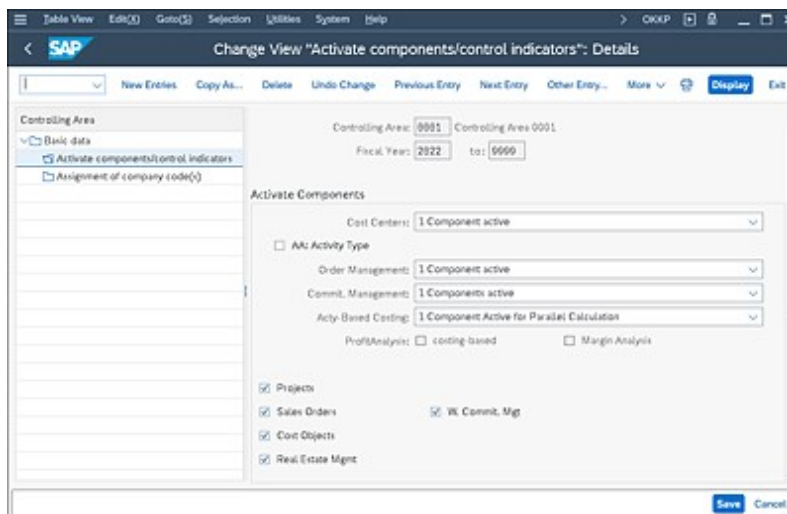 Table View Edit(X) Goto(S) Selection Utilities System Help OKKP
SAP Change View "Activate components/control indicators": Details
New Entries Copy As... Delete Undo Change Previous Entry Next Entry Other Entry... More Display Exit
Controlling Area
Basic data
Activate components/control indicators
Assignment of company code(s)
Controlling Area: 0001 Controlling Area 0001
Fiscal Year: 2022 to: 9999
Activate Components
Cost Centers: 1 Component active
AA: Activity Type
Order Management: 1 Component active
Commit. Management: 1 Components active
Acty-Based Costing: 1 Component Active for Parallel Calculation
ProfitAnalysis: costing-based Margin Analysis
Projects
Sales Orders W. Commit. Mgt
Cost Objects
Real Estate Mgmt
Save Cancel